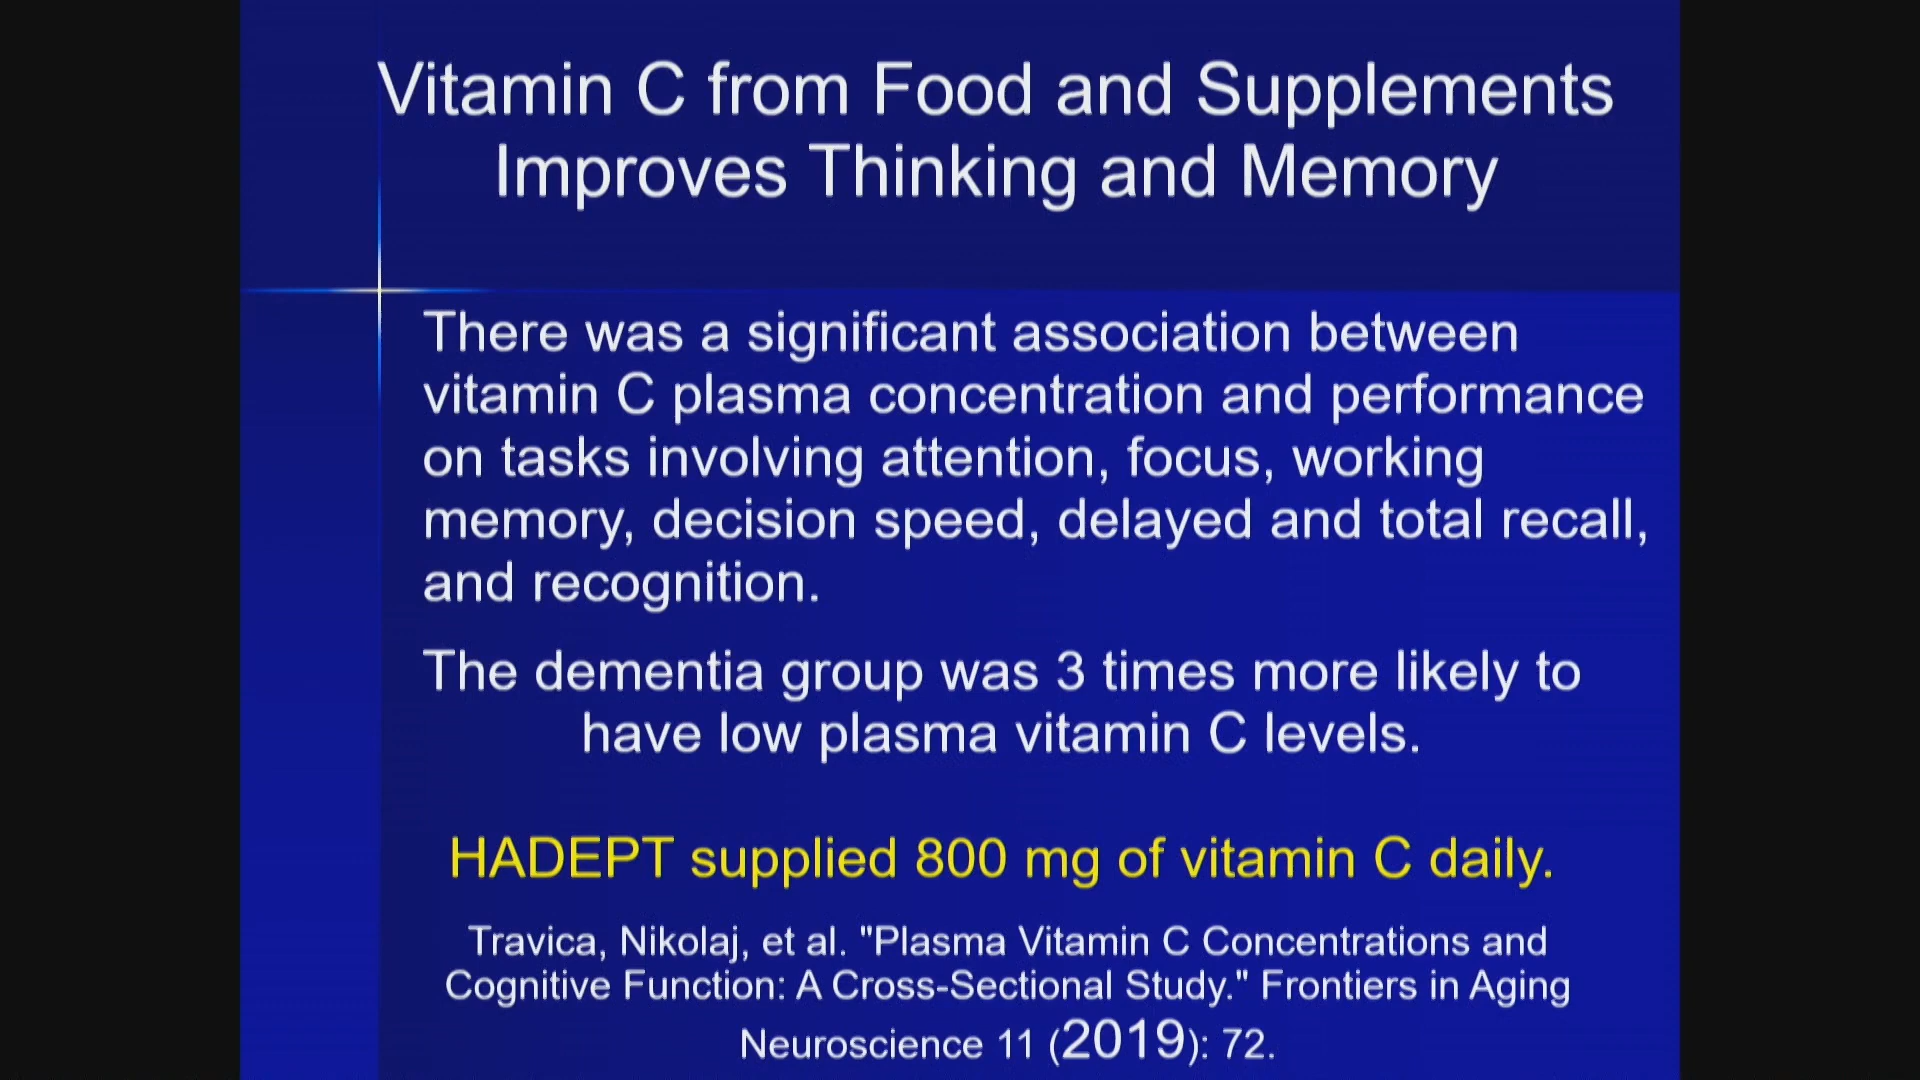 Vitamin C from Food and Supplements
Improves Thinking and Memory
There was a significant association between
vitamin C plasma concentration and performance
on tasks involving attention, focus, working
memory, decision speed, delayed and total recall,
and recognition.
The dementia group was 3 times more likely to
have low plasma vitamin C levels.
HADEPT supplied 800 mg of vitamin C daily.
Travica, Nikolaj, et al. "Plasma Vitamin C Concentrations and
Cognitive Function: A Cross-Sectional Study." Frontiers in Aging
Neuroscience 11 (2019): 72.